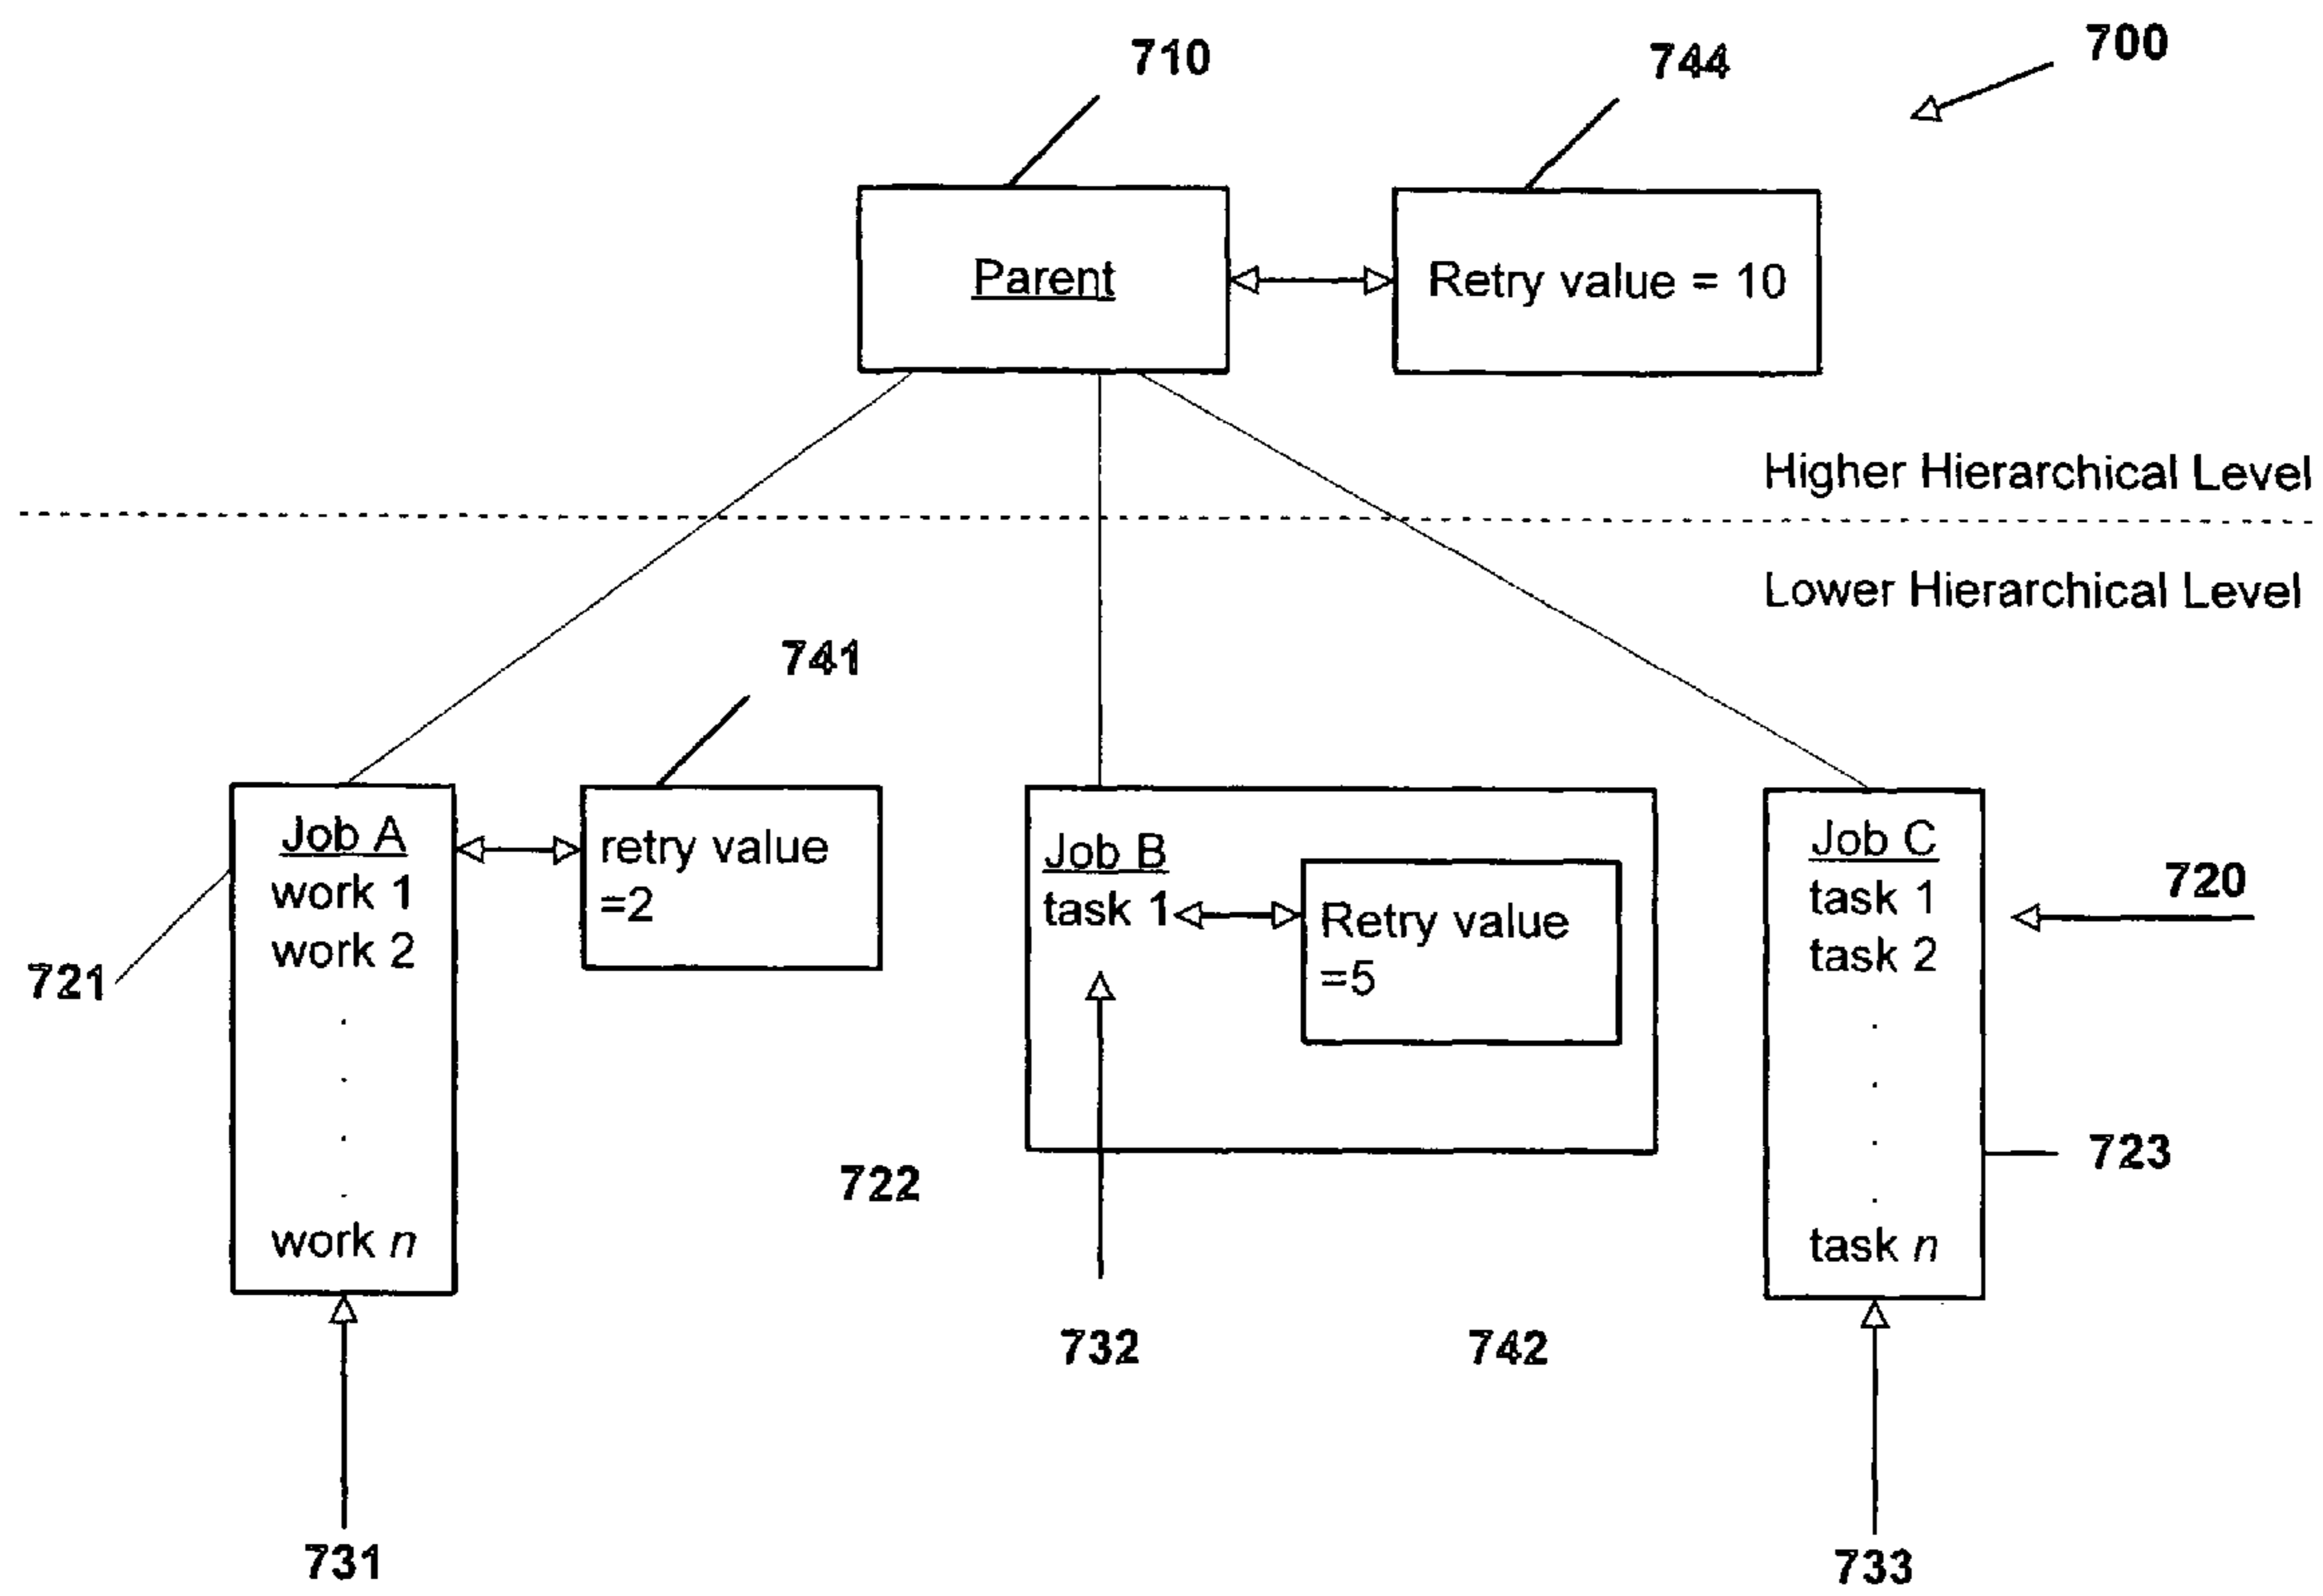 710
744
700
Parent
Retry value = 10
Higher Hierarchical Level
Lower Hierarchical Level
741
Job A
work 1
work 2
.
.
.
.
work n
retry value
=2
721
Job B
task 1
Retry value
=5
Job C
task 1
task 2
.
.
.
.
task n
720
723
722
732
742
731
733